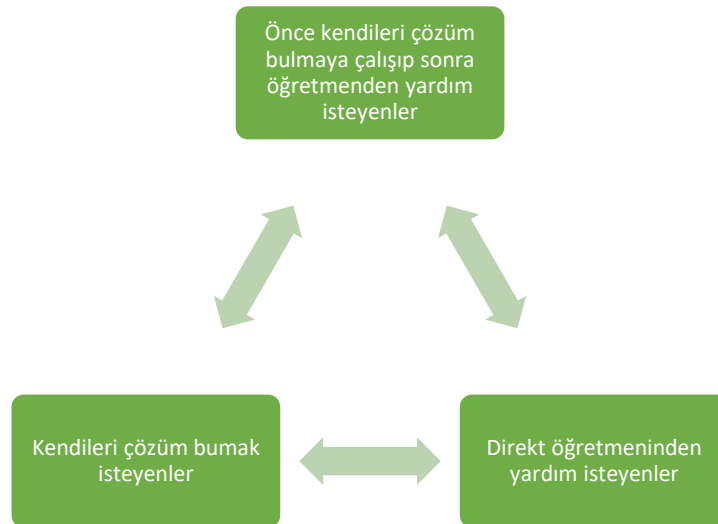 Önce kendileri çözüm
bulmaya çalışıp sonra
öğretmenden yardım
isteyenler
Kendileri çözüm bumak
isteyenler
Direkt öğretmeninden
yardım isteyenler